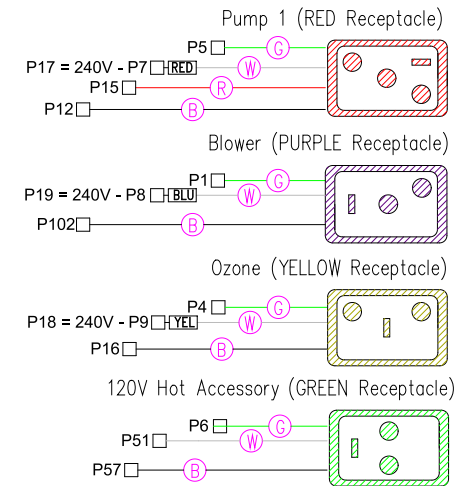 Pump 1 (RED Receptacle)
P5 G
P17 = 240V - P7 RED W
P15 R
P12 B
Blower (PURPLE Receptacle)
P1 G
P19 = 240V - P8 BLU W
P102 B
Ozone (YELLOW Receptacle)
P4 G
P18 = 240V - P9 YEL W
P16 B
120V Hot Accessory (GREEN Receptacle)
P6 G
P51 W
P57 B